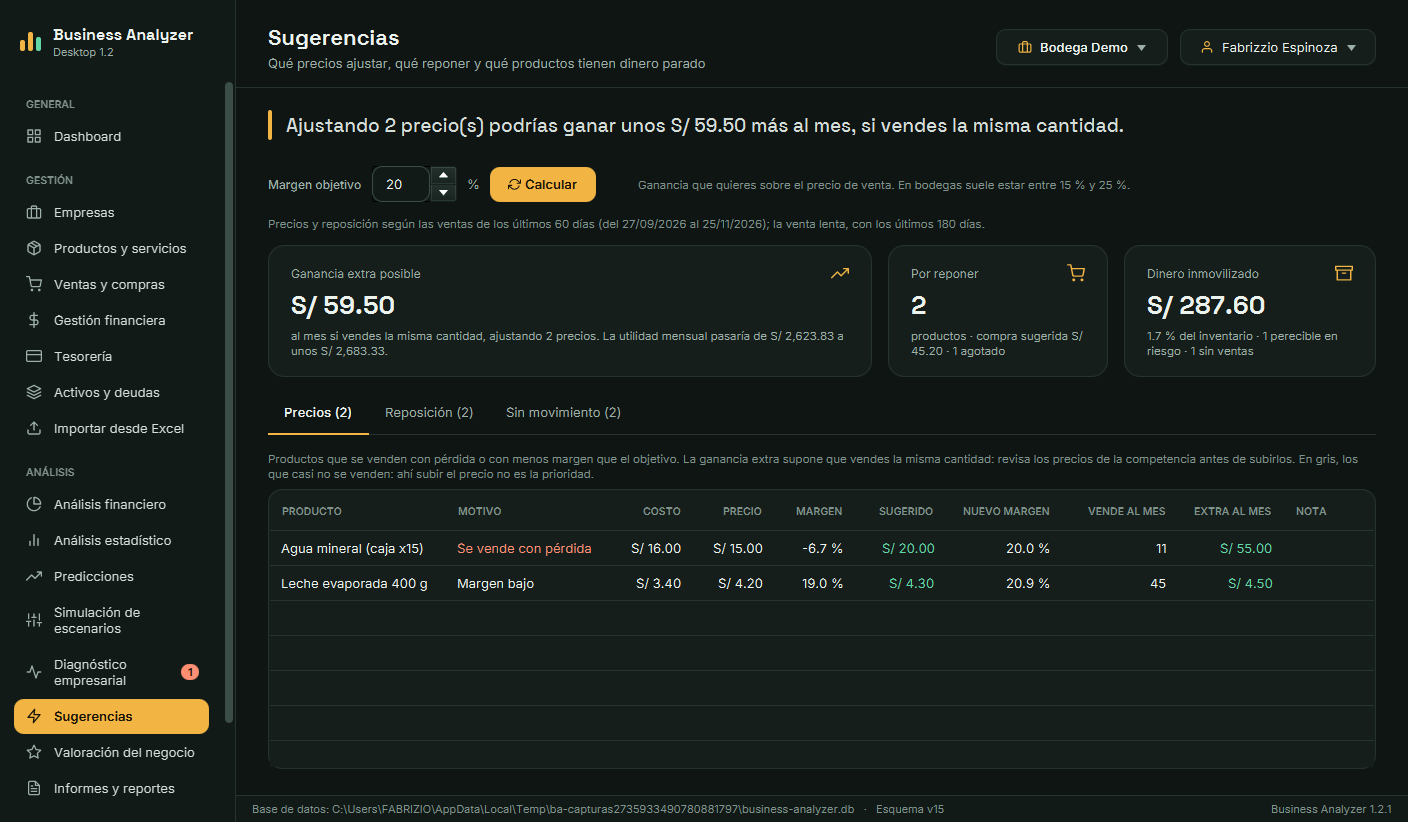 Business Analyzer
Desktop 1.2
GENERAL
Dashboard
GESTIÓN
Empresas
Productos y servicios
Ventas y compras
Gestión financiera
Tesorería
Activos y deudas
Importar desde Excel
ANÁLISIS
Análisis financiero
Análisis estadístico
Predicciones
Simulación de
escenarios
Diagnóstico
empresarial
1
Sugerencias
Valoración del negocio
Informes y reportes
Sugerencias
Qué precios ajustar, qué reponer y qué productos tienen dinero parado
Bodega Demo
Fabrizzio Espinoza
Ajustando 2 precio(s) podrías ganar unos S/ 59.50 más al mes, si vendes la misma cantidad.
Margen objetivo 20 % Calcular Ganancia que quieres sobre el precio de venta. En bodegas suele estar entre 15 % y 25 %.
Precios y reposición según las ventas de los últimos 60 días (del 27/09/2026 al 25/11/2026); la venta lenta, con los últimos 180 días.
Ganancia extra posible
S/ 59.50
al mes si vendes la misma cantidad, ajustando 2 precios. La utilidad mensual pasaría de S/ 2,623.83 a
unos S/ 2,683.33.
Por reponer
2
productos · compra sugerida S/
45.20 · 1 agotado
Dinero inmovilizado
S/ 287.60
1.7 % del inventario · 1 perecible en
riesgo · 1 sin ventas
Precios (2) Reposición (2) Sin movimiento (2)
Productos que se venden con pérdida o con menos margen que el objetivo. La ganancia extra supone que vendes la misma cantidad: revisa los precios de la competencia antes de subirlos. En gris, los
que casi no se venden: ahí subir el precio no es la prioridad.
PRODUCTO MOTIVO COSTO PRECIO MARGEN SUGERIDO NUEVO MARGEN VENDE AL MES EXTRA AL MES NOTA
Agua mineral (caja x15) Se vende con pérdida S/ 16.00 S/ 15.00 -6.7 % S/ 20.00 20.0 % 11 S/ 55.00
Leche evaporada 400 g Margen bajo S/ 3.40 S/ 4.20 19.0 % S/ 4.30 20.9 % 45 S/ 4.50
Base de datos: C:\Users\FABRIZIO\AppData\Local\Temp\ba-capturas2735933490780881797\business-analyzer.db · Esquema v15
Business Analyzer 1.2.1